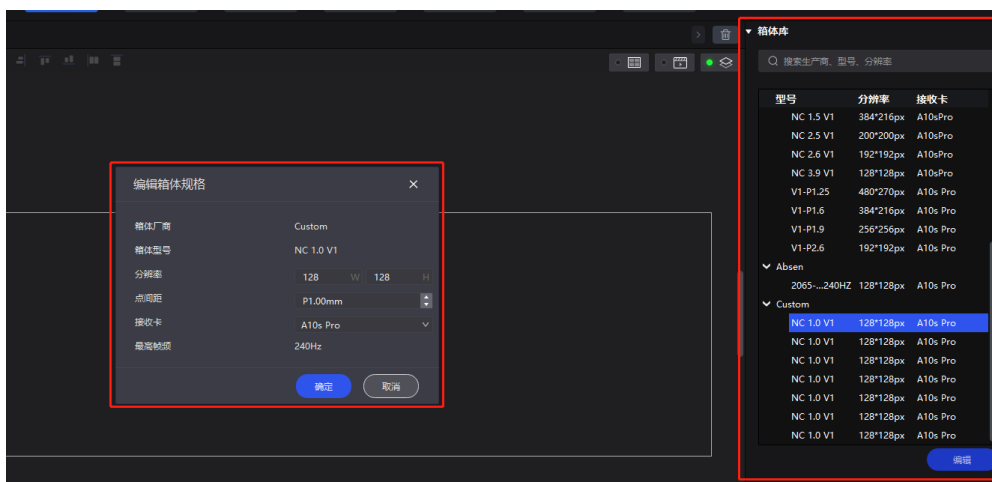 箱体库
搜索生产商、型号、分辨率
型号 分辨率 接收卡
NC 1.5 V1 384*216px A10sPro
NC 2.5 V1 200*200px A10sPro
NC 2.6 V1 192*192px A10sPro
NC 3.9 V1 128*128px A10sPro
V1-P1.25 480*270px A10s Pro
V1-P1.6 384*216px A10s Pro
V1-P1.9 256*256px A10s Pro
V1-P2.6 192*192px A10s Pro
Absen
2065-...240HZ 128*128px A10s Pro
Custom
NC 1.0 V1 128*128px A10s Pro
NC 1.0 V1 128*128px A10s Pro
NC 1.0 V1 128*128px A10s Pro
NC 1.0 V1 128*128px A10s Pro
NC 1.0 V1 128*128px A10s Pro
NC 1.0 V1 128*128px A10s Pro
NC 1.0 V1 128*128px A10s Pro
编辑
编辑箱体规格
箱体厂商 Custom
箱体型号 NC 1.0 V1
分辨率 128 W 128 H
点间距 P1.00mm
接收卡 A10s Pro
最高帧频 240Hz
确定 取消